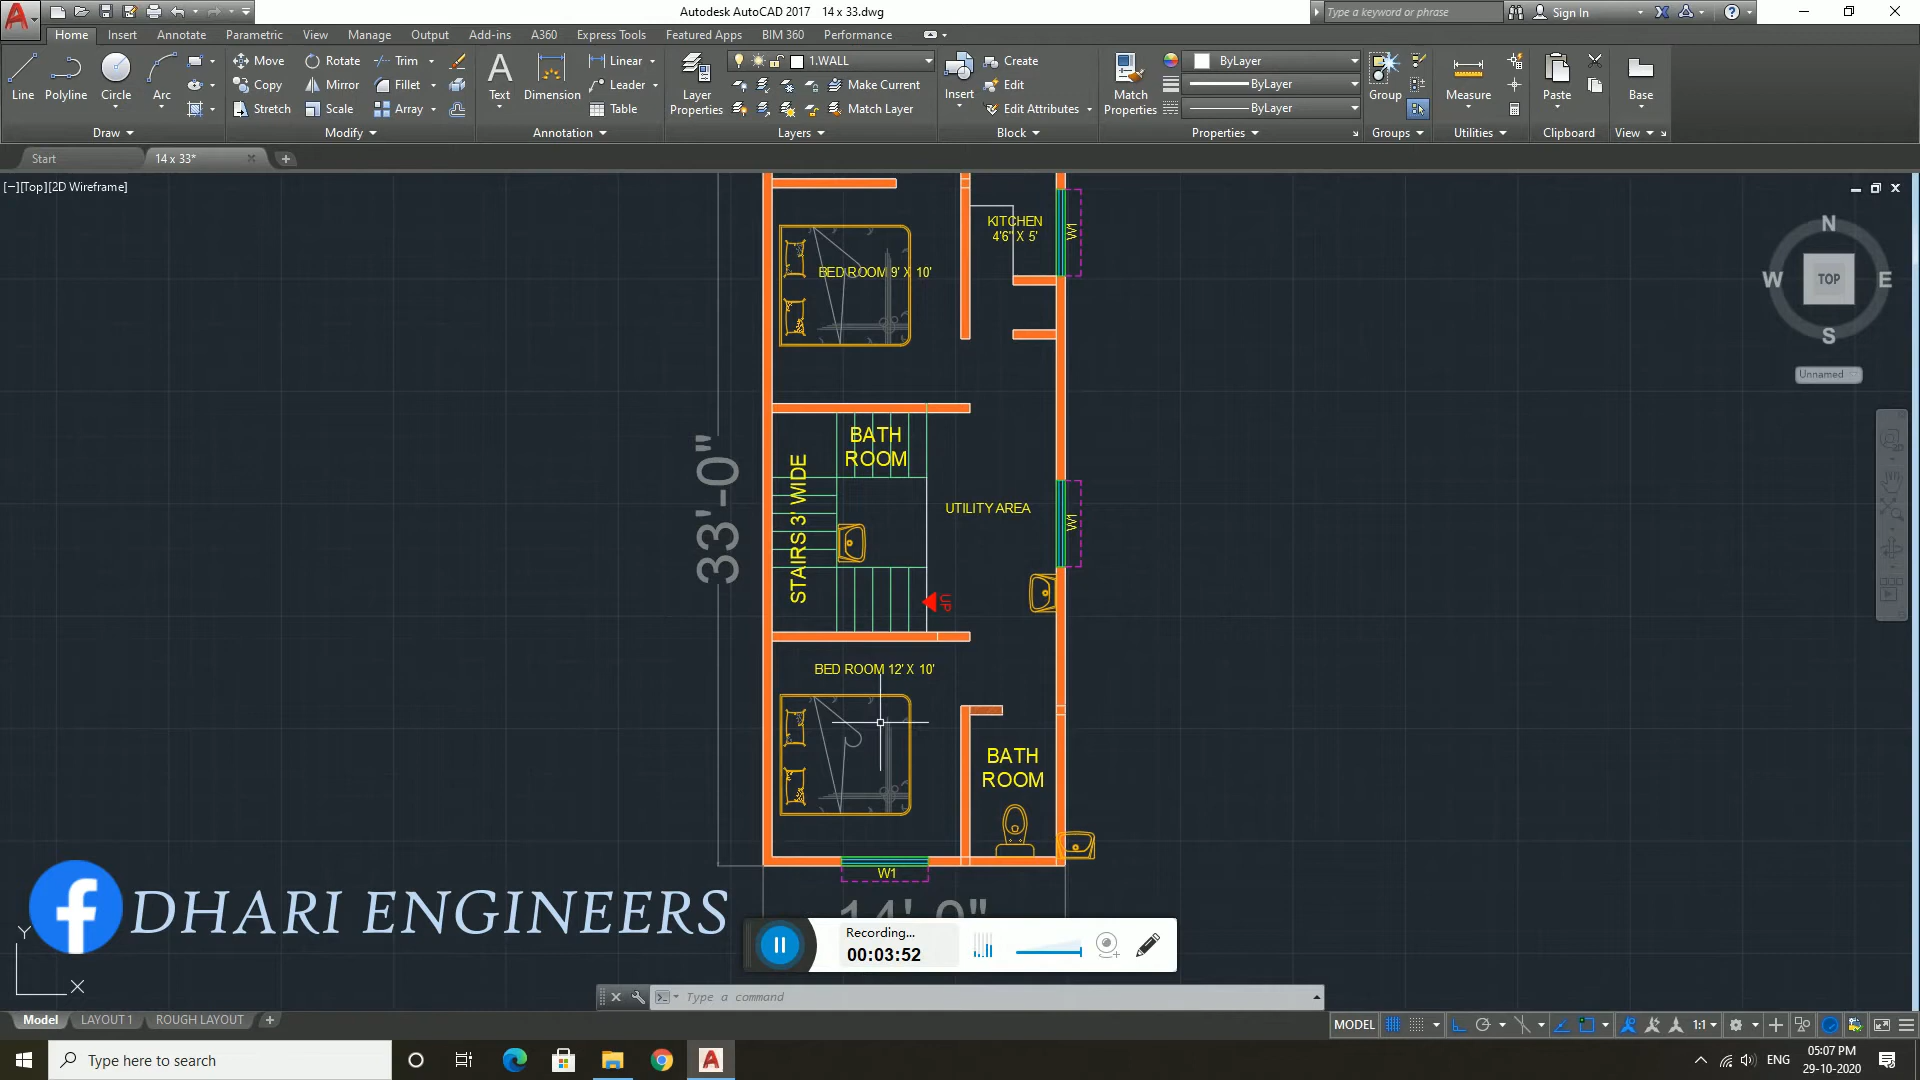 Autodesk AutoCAD 2017 14 x 33.dwg
Type a keyword or phrase
Sign In
Home Insert Annotate Parametric View Manage Output Add-ins A360 Express Tools Featured Apps BIM 360 Performance
Line
Polyline
Circle
Arc
Draw
Move
Rotate
Trim
Copy
Mirror
Fillet
Stretch
Scale
Array
Modify
Text
Dimension
Linear
Leader
Table
Annotation
Layer
Properties
1.WALL
Make Current
Match Layer
Layers
Insert
Create
Edit
Edit Attributes
Block
Match
Properties
ByLayer
ByLayer
ByLayer
Properties
Group
Groups
Measure
Utilities
Paste
Clipboard
Base
View
Start
14 x 33*
[−][Top][2D Wireframe]
N
W
TOP
E
S
Unnamed
KITCHEN
4'6" X 5'
W1
BED ROOM 9' X 10'
BATH
ROOM
STAIRS 3' WIDE
UTILITY AREA
W1
33'-0"
UP
BED ROOM 12' X 10'
BATH
ROOM
W1
14'-0"
f DHARI ENGINEERS
Y
X
Recording...
00:03:52
Type a command
Model LAYOUT 1 ROUGH LAYOUT
MODEL
1:1
Type here to search
A
ENG
05:07 PM
29-10-2020